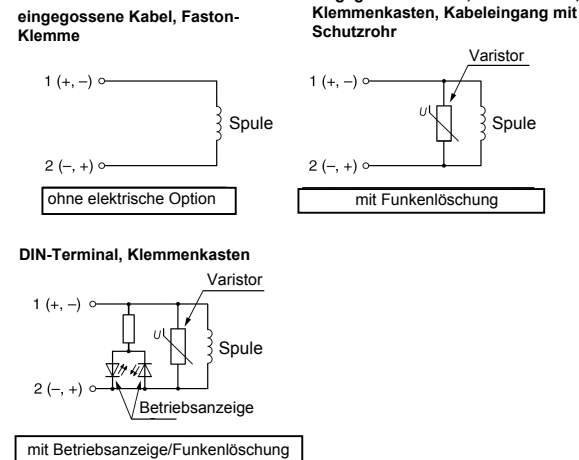 eingegossene Kabel, Faston-
Klemme
1 (+, –)
Spule
2 (–, +)
ohne elektrische Option
Klemmenkasten, Kabeleingang mit
Schutzrohr
Varistor
1 (+, –)
U
Spule
2 (–, +)
mit Funkenlöschung
DIN-Terminal, Klemmenkasten
Varistor
1 (+, –)
U
Spule
2 (–, +)
Betriebsanzeige
mit Betriebsanzeige/Funkenlöschung